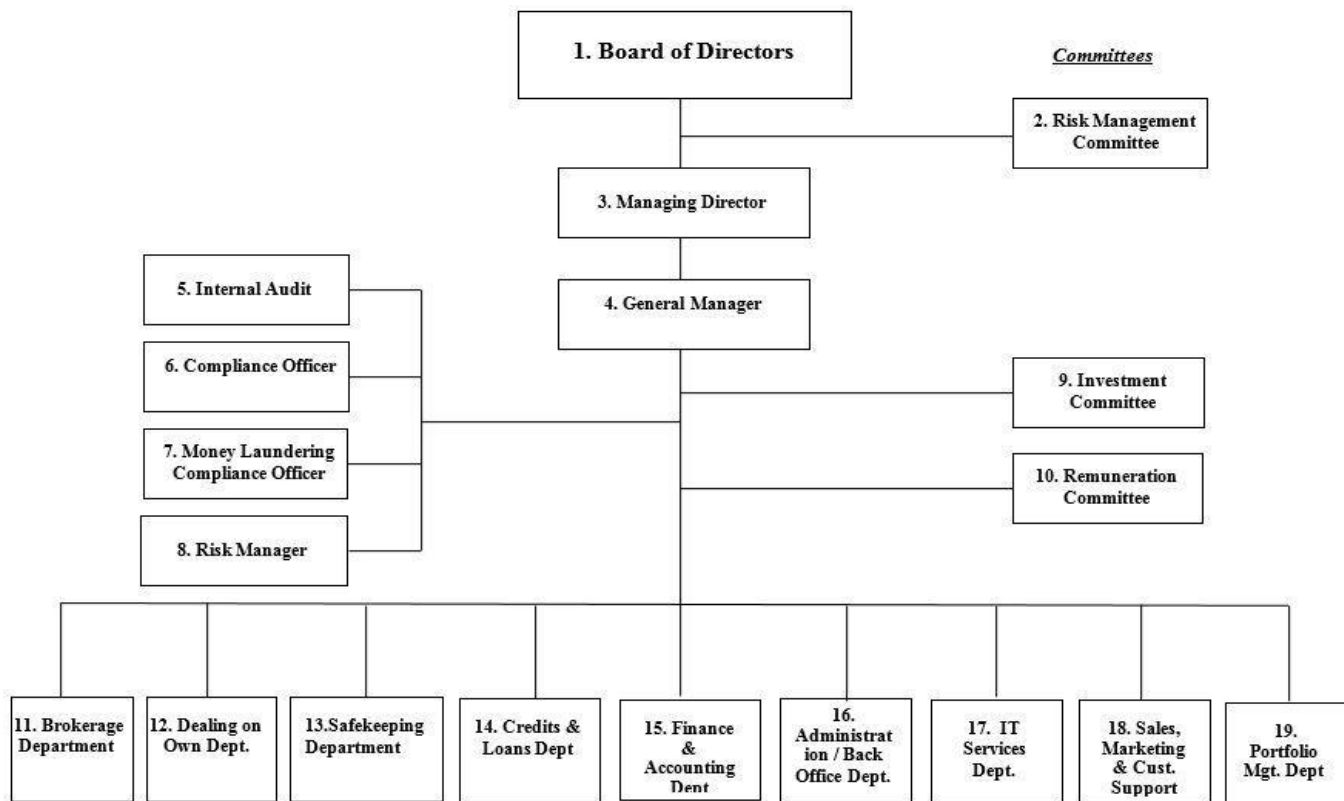 1. Board of Directors
Committees
2. Risk Management
Committee
3. Managing Director
4. General Manager
5. Internal Audit
6. Compliance Officer
7. Money Laundering
Compliance Officer
8. Risk Manager
9. Investment
Committee
10. Remuneration
Committee
11. Brokerage
Department
12. Dealing on
Own Dept.
13.Safekeeping
Department
14. Credits &
Loans Dept
15. Finance
&
Accounting
Dept
16.
Administrat
ion / Back
Office Dept.
17. IT
Services
Dept.
18. Sales,
Marketing
& Cust.
Support
19.
Portfolio
Mgt. Dept